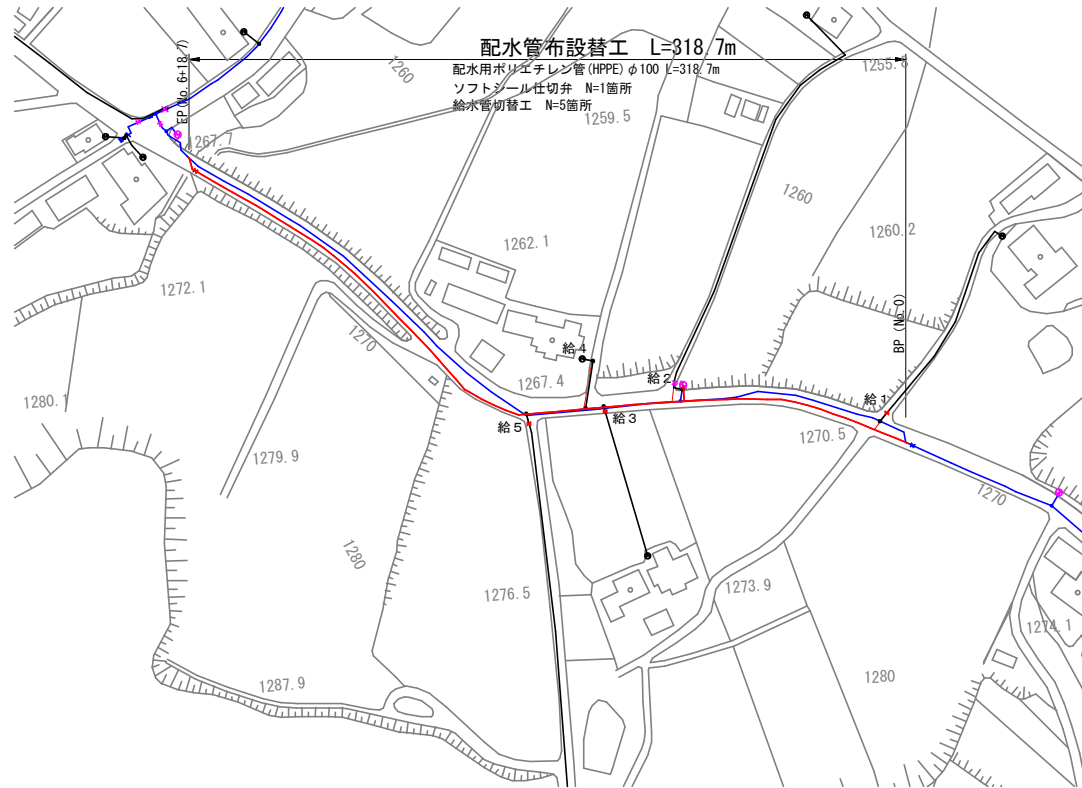 配水管布設替工　L=318.7m
配水用ポリエチレン管(HPPE)φ100 L=318.7m
ソフトシール仕切弁　N=1箇所
給水管切替工　N=5箇所
EP(No.6+18.7)
BP (No.0)
1260
1255.8
1259.5
1267.7
1260
1260.2
1262.1
1272.1
1270
給4
1267.4
給2
給1
1280.1
給5
給3
1270.5
1279.9
1270
1280
1276.5
1273.9
1274.1
1287.9
1280